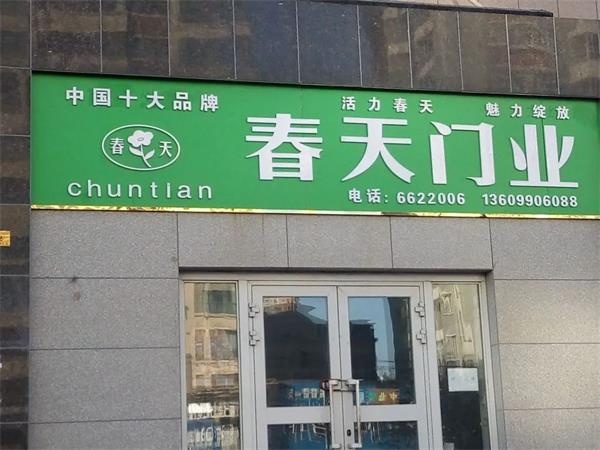 中国十大品牌
春天
chuntian
活力春天 魅力绽放
春天门业
电话：6622006 13609906088